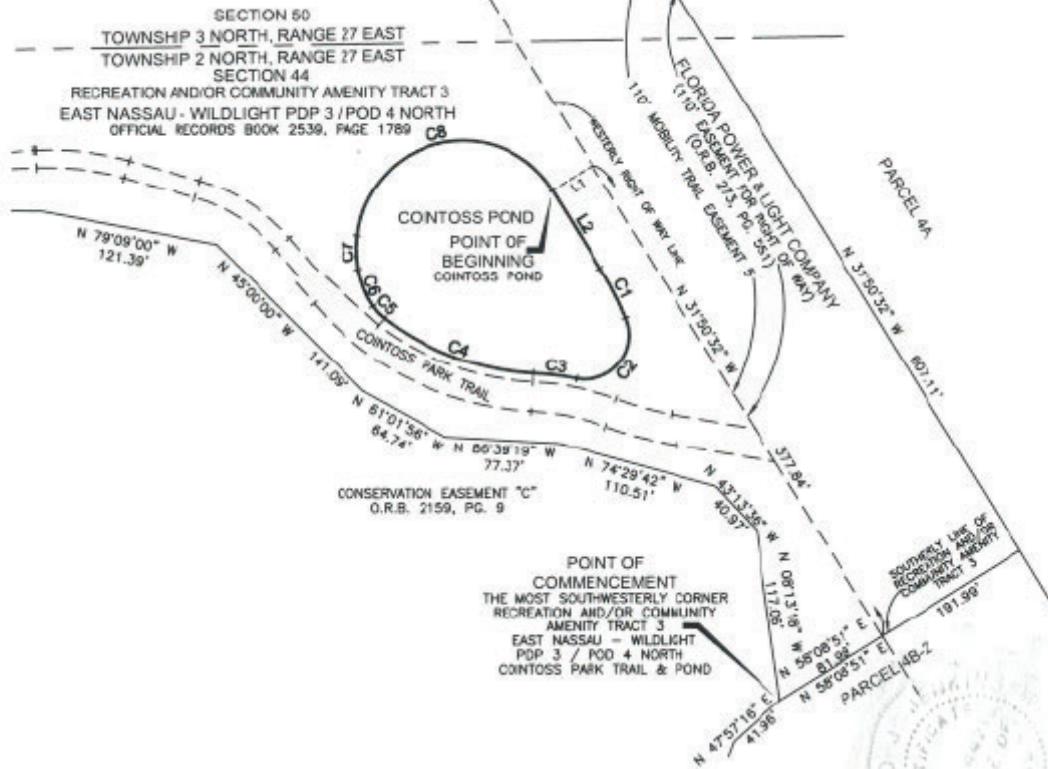 SECTION 50
TOWNSHIP 3 NORTH, RANGE 27 EAST
TOWNSHIP 2 NORTH, RANGE 27 EAST
SECTION 44
RECREATION AND/OR COMMUNITY AMENITY TRACT 3
EAST NASSAU - WILDLIGHT PDP 3 / POD 4 NORTH
OFFICIAL RECORDS BOOK 2539, PAGE 1789
C8
WESTERLY RIGHT OF WAY LINE
110' MOBILITY TRAIL EASEMENT 5
FLORIDA POWER & LIGHT COMPANY
(110' EASEMENT FOR RIGHT OF WAY)
(O.R.B. 273, PG. 551)
PARCEL 4A
COINTOSS POND
POINT OF
BEGINNING
COINTOSS POND
L2
C1
C2
C3
C4
C5
C6
C7
N 79°09'00" W
121.39'
N 45°00'00" W
141.09'
COINTOSS PARK TRAIL
N 31°50'32" W
377.84'
N 31°50'32" W
607.11'
N 61°01'56" W
64.74'
N 86°39'19" W
77.37'
N 74°29'42" W
110.51'
N 43°13'36" W
40.97'
N 08°13'18" W
117.06'
CONSERVATION EASEMENT "C"
O.R.B. 2159, PG. 9
POINT OF
COMMENCEMENT
THE MOST SOUTHWESTERLY CORNER
RECREATION AND/OR COMMUNITY
AMENITY TRACT 3
EAST NASSAU - WILDLIGHT
PDP 3 / POD 4 NORTH
COINTOSS PARK TRAIL & POND
SOUTHERLY LINE OF
RECREATION AND/OR
COMMUNITY AMENITY
TRACT 3
191.99'
N 58°08'51" E
81.99'
N 58°08'51" E
PARCEL 4B-2
N 47°57'16" E
41.96'